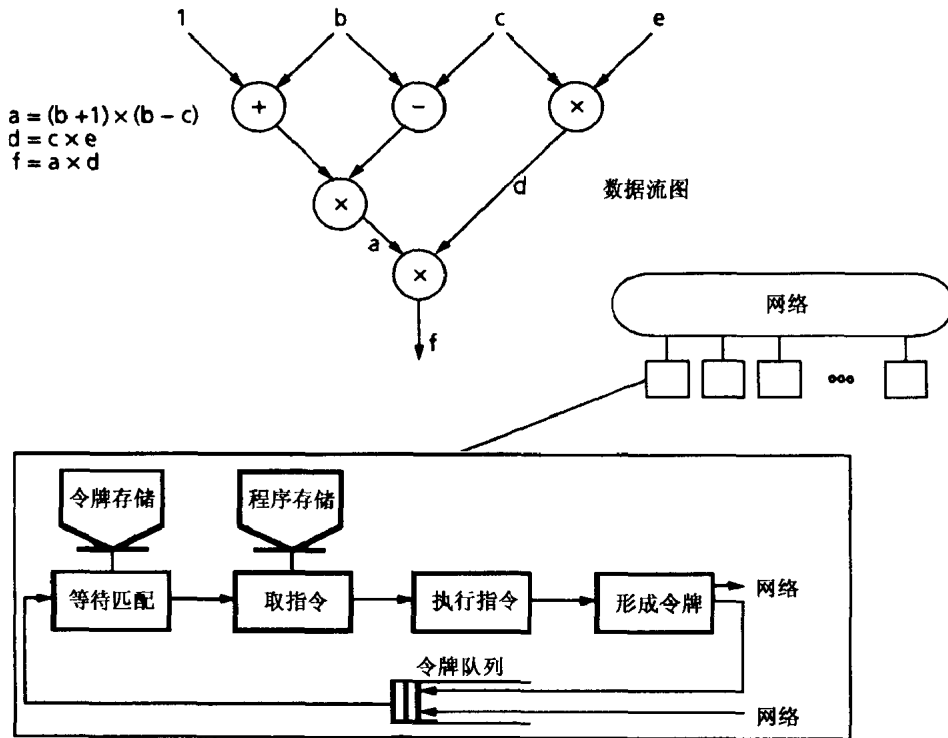 1 b c e
+ - ×
a = (b +1) × (b – c)
d = c × e
f = a × d
× d 数据流图
a
×
f
网络
令牌存储 程序存储
等待匹配 取指令 执行指令 形成令牌 网络
令牌队列
网络